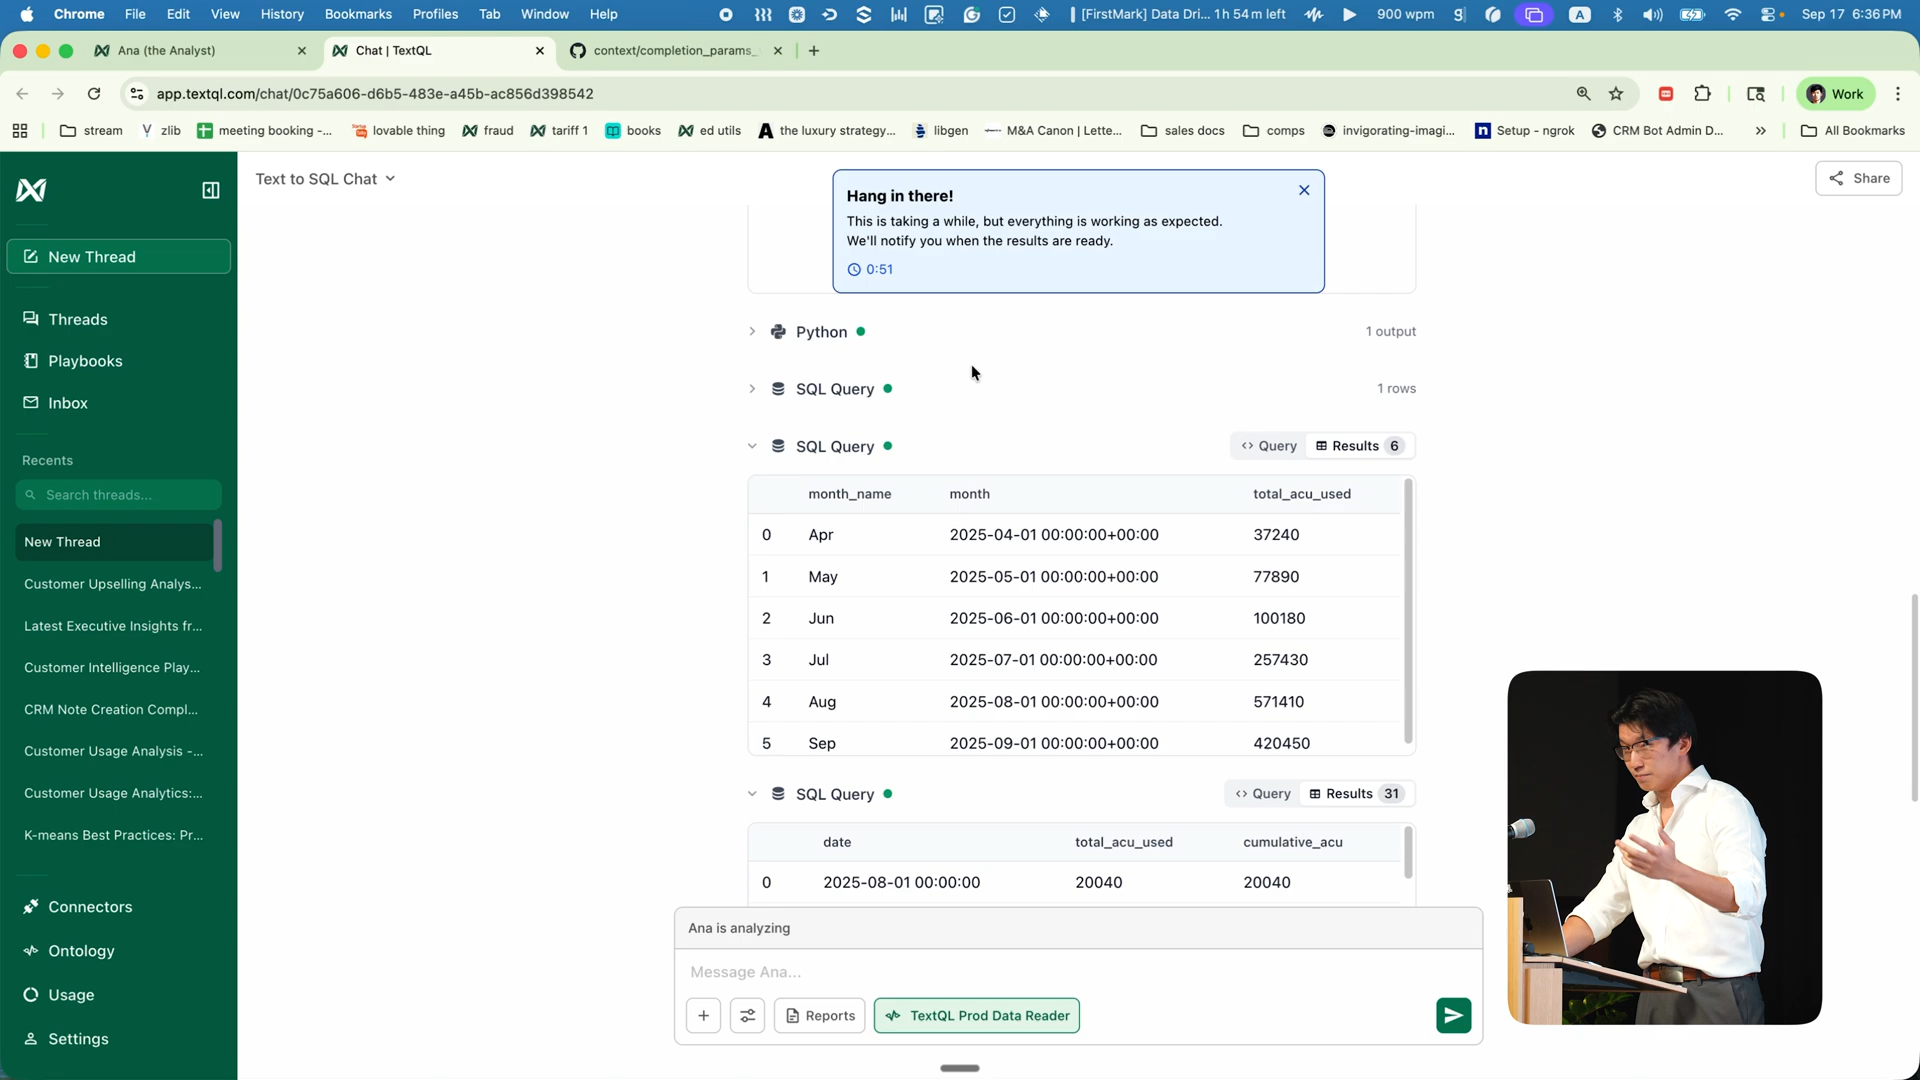 Chrome File Edit View History Bookmarks Profiles Tab Window Help [FirstMark] Data Dri... 1h 54m left 900 wpm A Sep 17 6:36PM
Ana (the Analyst)
Chat | TextQL
context/completion_params_
app.textql.com/chat/0c75a606-d6b5-483e-a45b-ac856d398542
Work
stream
zlib
meeting booking -...
lovable thing
fraud
tariff 1
books
ed utils
the luxury strategy...
libgen
M&A Canon | Lette...
sales docs
comps
invigorating-imagi...
Setup - ngrok
CRM Bot Admin D...
All Bookmarks
Text to SQL Chat
Share
New Thread
Threads
Playbooks
Inbox
Recents
Search threads...
New Thread
Customer Upselling Analys...
Latest Executive Insights fr...
Customer Intelligence Play...
CRM Note Creation Compl...
Customer Usage Analysis -...
Customer Usage Analytics:...
K-means Best Practices: Pr...
Connectors
Ontology
Usage
Settings
Hang in there!
This is taking a while, but everything is working as expected.
We'll notify you when the results are ready.
0:51
Python 1 output
SQL Query 1 rows
SQL Query Query Results 6
month_name month total_acu_used
0 Apr 2025-04-01 00:00:00+00:00 37240
1 May 2025-05-01 00:00:00+00:00 77890
2 Jun 2025-06-01 00:00:00+00:00 100180
3 Jul 2025-07-01 00:00:00+00:00 257430
4 Aug 2025-08-01 00:00:00+00:00 571410
5 Sep 2025-09-01 00:00:00+00:00 420450
SQL Query Query Results 31
date total_acu_used cumulative_acu
0 2025-08-01 00:00:00 20040 20040
Ana is analyzing
Message Ana...
Reports
TextQL Prod Data Reader